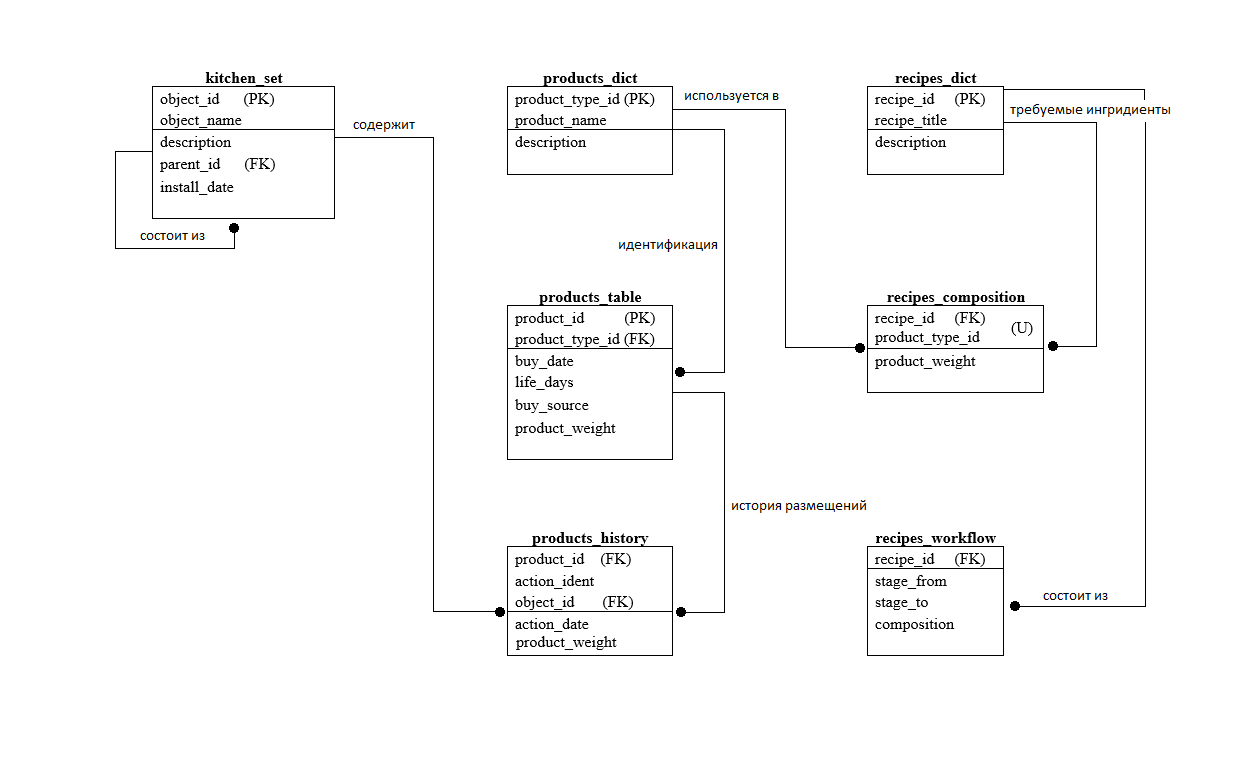 kitchen_set
object_id (PK)
object_name
description
parent_id (FK)
install_date
состоит из
содержит
products_dict
product_type_id (PK)
product_name
description
используется в
идентификация
recipes_dict
recipe_id (PK)
recipe_title
description
требуемые ингридиенты
products_table
product_id (PK)
product_type_id (FK)
buy_date
life_days
buy_source
product_weight
история размещений
recipes_composition
recipe_id (FK)
(U)
product_type_id
product_weight
products_history
product_id (FK)
action_ident
object_id (FK)
action_date
product_weight
recipes_workflow
recipe_id (FK)
stage_from
stage_to
composition
состоит из